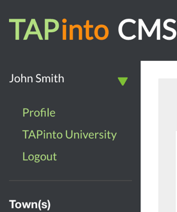 TAPinto CMS
John Smith
Profile
TAPinto University
Logout
Town(s)